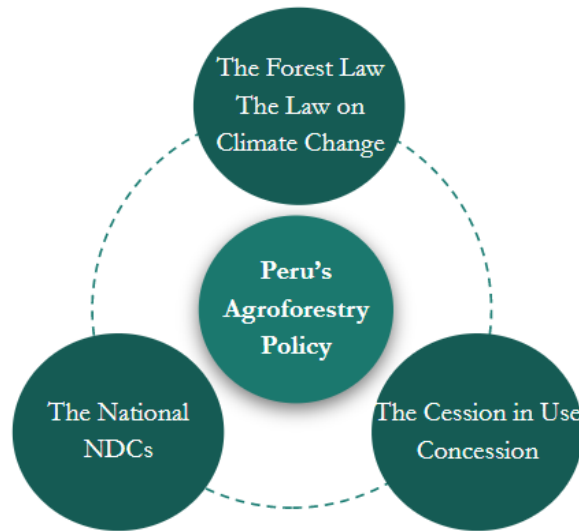 The Forest Law
The Law on
Climate Change
Peru's
Agroforestry
Policy
The National
NDCs
The Cession in Use
Concession